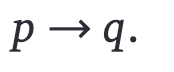 p → q.